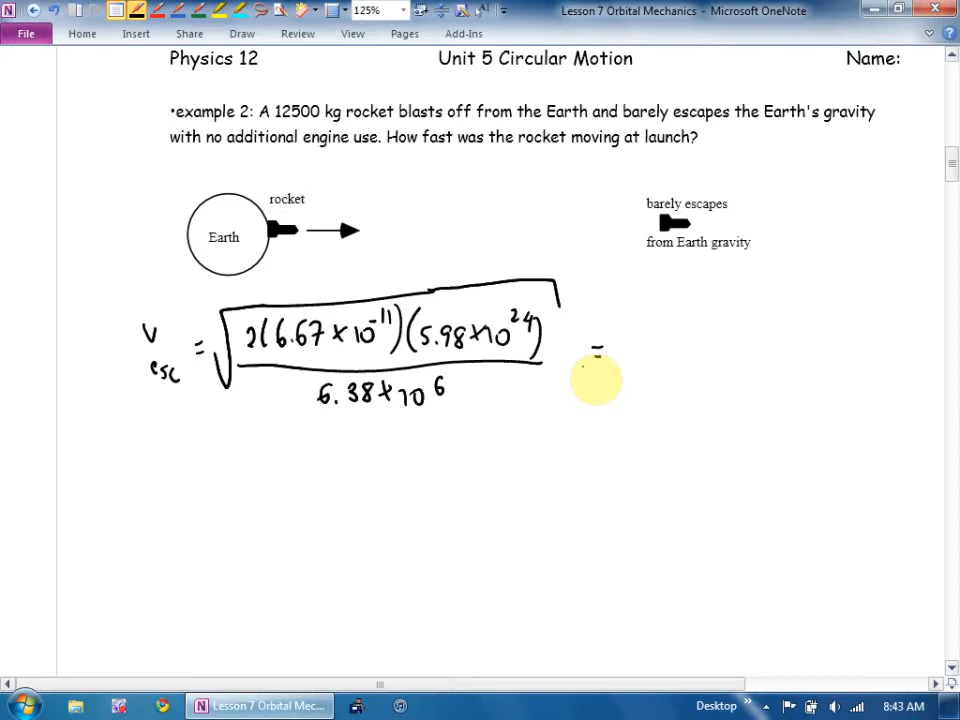 125%
Lesson 7 Orbital Mechanics - Microsoft OneNote
File Home Insert Share Draw Review View Pages Add-Ins
Physics 12 Unit 5 Circular Motion Name:
•example 2: A 12500 kg rocket blasts off from the Earth and barely escapes the Earth's gravity
with no additional engine use. How fast was the rocket moving at launch?
rocket
barely escapes
Earth
from Earth gravity
v esc = √ 2(6.67×10^-11)(5.98×10^24) =
6.38×10^6
Lesson 7 Orbital Mec... Desktop 8:43 AM